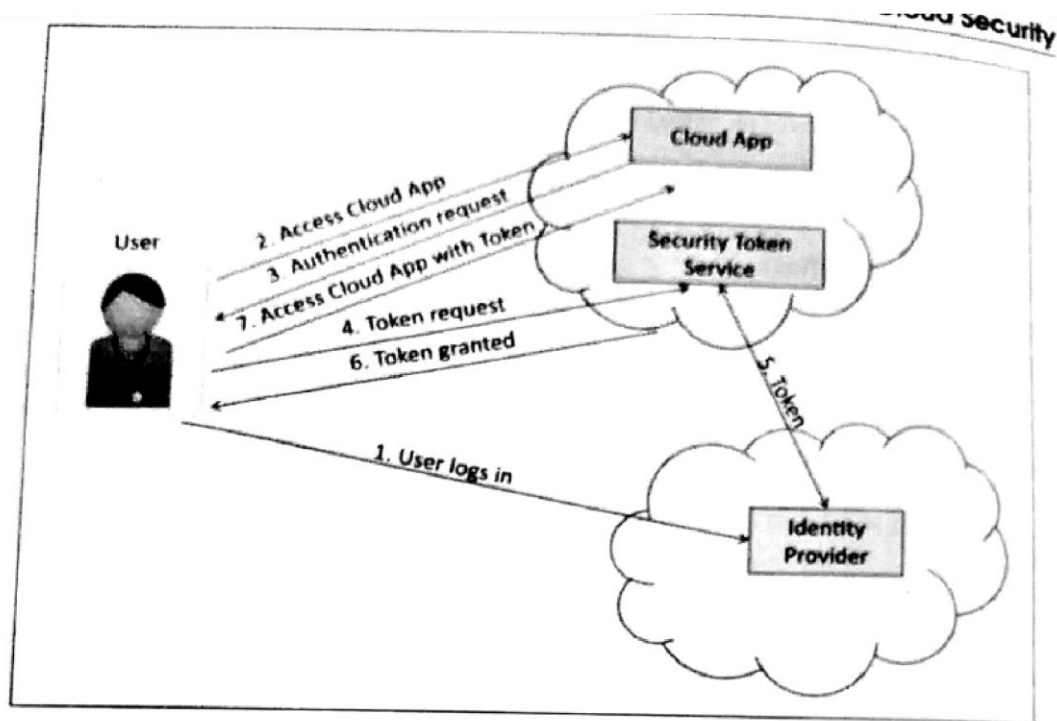 Cloud Security
Cloud App
2. Access Cloud App
3. Authentication request
7. Access Cloud App with Token
User
Security Token
Service
4. Token request
6. Token granted
5. Token
1. User logs in
Identity
Provider